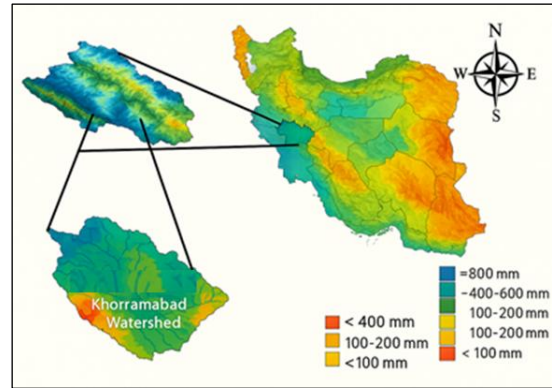 N
W E
S
Khorramabad
Watershed
< 400 mm
100-200 mm
<100 mm
=800 mm
-400-600 mm
100-200 mm
100-200 mm
< 100 mm